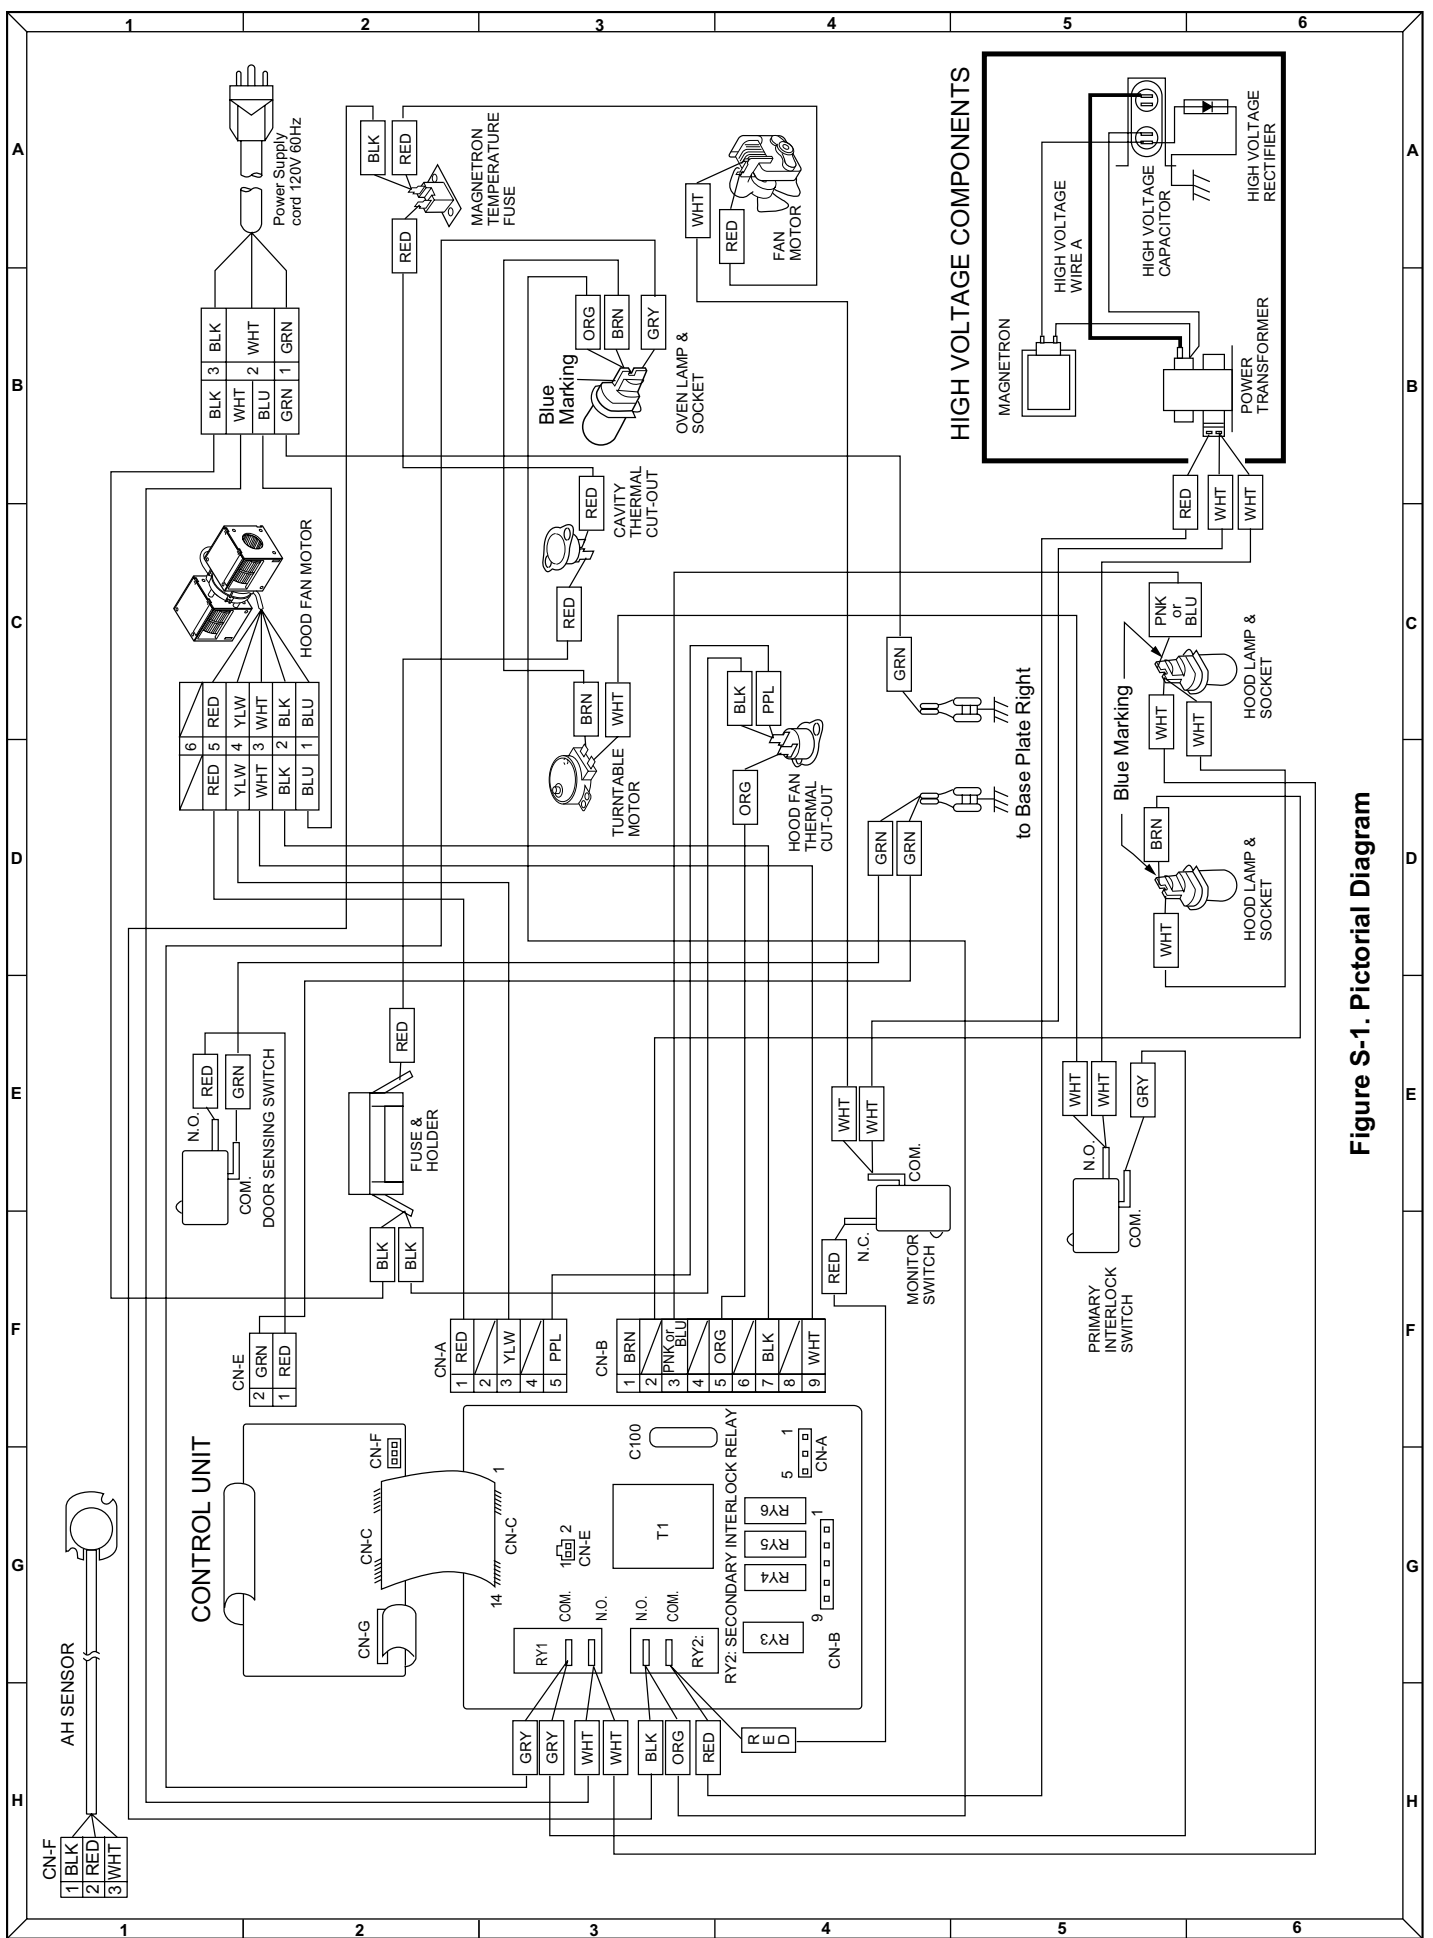 1
2
3
4
5
6
A
B
C
D
E
F
G
H
A
B
C
D
E
F
G
H
1
2
3
4
5
6
Figure S-1. Pictorial Diagram
Power Supply
cord 120V 60Hz
BLK 3 BLK
WHT 2 WHT
BLU
GRN 1 GRN
HOOD FAN MOTOR
6
RED 5 RED
YLW 4 YLW
WHT 3 WHT
BLK 2 BLK
BLU 1 BLU
BLK
RED
RED
MAGNETRON
TEMPERATURE
FUSE
ORG
BRN
GRY
Blue
Marking
OVEN LAMP &
SOCKET
WHT
RED
FAN
MOTOR
RED
CAVITY
THERMAL
CUT-OUT
RED
BRN
WHT
TURNTABLE
MOTOR
BLK
PPL
ORG
HOOD FAN
THERMAL
CUT-OUT
GRN
GRN
GRN
to Base Plate Right
HIGH VOLTAGE COMPONENTS
MAGNETRON
HIGH VOLTAGE
WIRE A
HIGH VOLTAGE
CAPACITOR
HIGH VOLTAGE
RECTIFIER
POWER
TRANSFORMER
RED
WHT
WHT
PNK
or
BLU
WHT
WHT
HOOD LAMP &
SOCKET
Blue Marking
BRN
WHT
HOOD LAMP &
SOCKET
RED
GRN
N.O.
COM.
DOOR SENSING SWITCH
RED
FUSE &
HOLDER
BLK
BLK
WHT
WHT
COM.
N.C.
RED
MONITOR
SWITCH
WHT
WHT
GRY
N.O.
COM.
PRIMARY
INTERLOCK
SWITCH
CN-E
2 GRN
1 RED
CN-A
1 RED
2
3 YLW
4
5 PPL
CN-B
1 BRN
2
3 PNK or
BLU
4
5 ORG
6
7 BLK
8
9 WHT
CONTROL UNIT
CN-F
CN-C
CN-G
CN-C
1
14
1 2
CN-E
C100
T1
RY1
COM.
N.O.
N.O.
COM.
RY2:
RY2: SECONDARY INTERLOCK RELAY
RY3
RY4
RY5
RY6
5 1
CN-A
9 1
CN-B
GRY
GRY
WHT
WHT
BLK
ORG
RED
RED
AH SENSOR
CN-F
1 BLK
2 RED
3 WHT